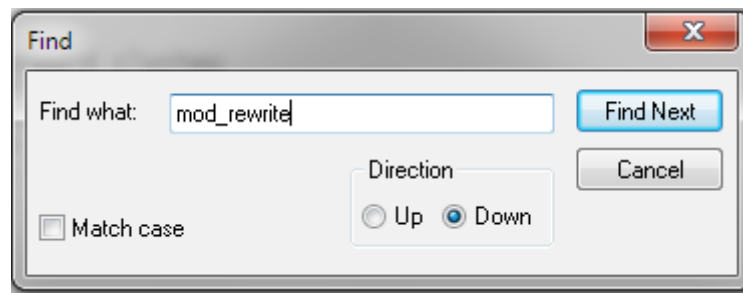 Find
Find what: mod_rewrite Find Next
Direction Cancel
Up Down
Match case